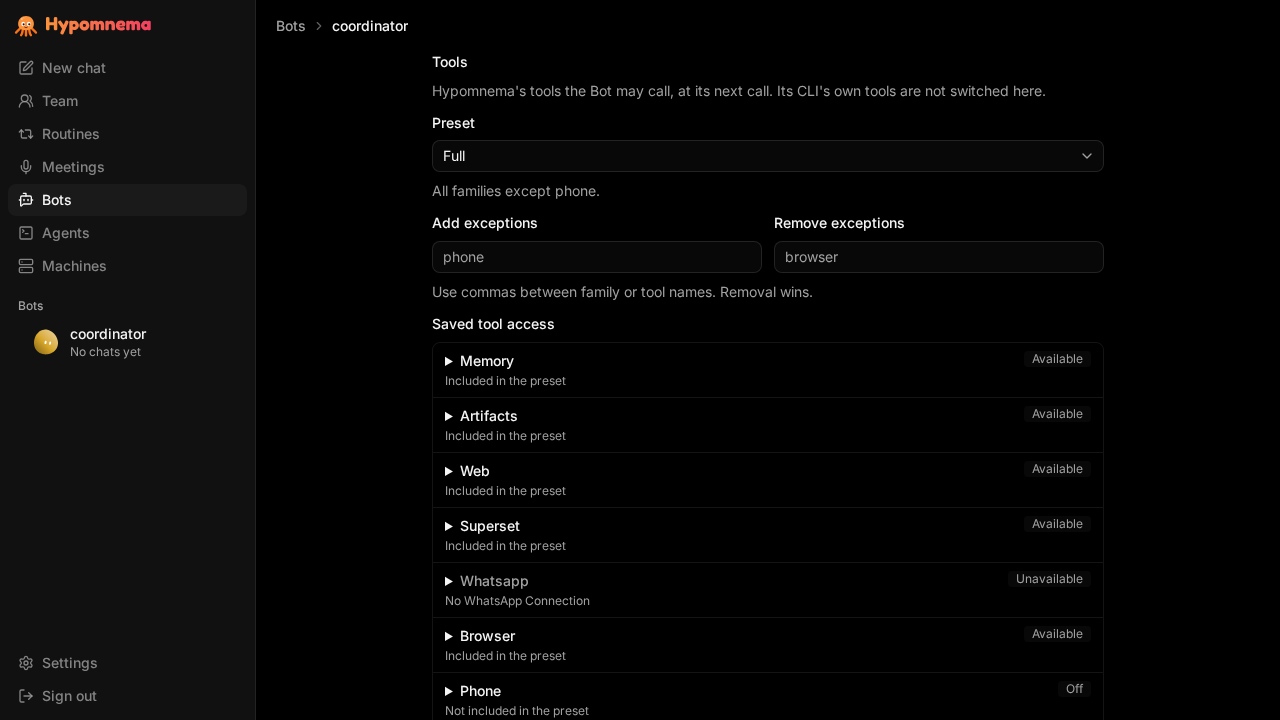 Hypomnema
New chat
Team
Routines
Meetings
Bots
Agents
Machines
Bots
coordinator
No chats yet
Settings
Sign out
Bots > coordinator
Tools
Hypomnema's tools the Bot may call, at its next call. Its CLI's own tools are not switched here.
Preset
Full
All families except phone.
Add exceptions
phone
Remove exceptions
browser
Use commas between family or tool names. Removal wins.
Saved tool access
Memory
Available
Included in the preset
Artifacts
Available
Included in the preset
Web
Available
Included in the preset
Superset
Available
Included in the preset
Whatsapp
Unavailable
No WhatsApp Connection
Browser
Available
Included in the preset
Phone
Off
Not included in the preset